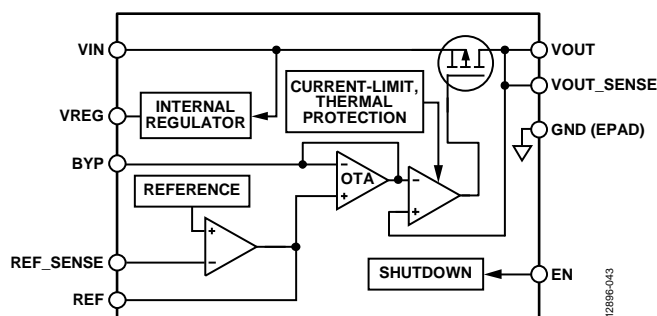 VIN
VOUT
VOUT_SENSE
CURRENT-LIMIT,
THERMAL
PROTECTION
VREG
INTERNAL
REGULATOR
GND (EPAD)
BYP
–
OTA
+
–
+
REFERENCE
+
–
REF_SENSE
SHUTDOWN
EN
REF
12896-043